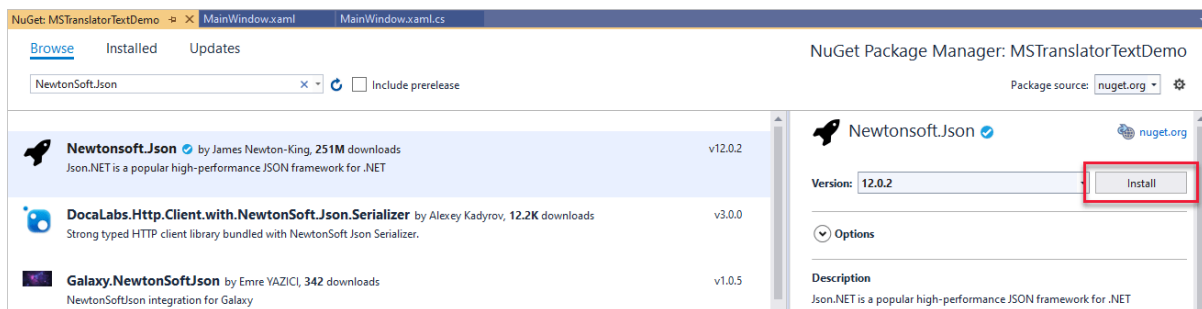 NuGet: MSTranslatorTextDemo MainWindow.xaml MainWindow.xaml.cs
Browse Installed Updates
NuGet Package Manager: MSTranslatorTextDemo
NewtonSoft.Json Include prerelease
Package source: nuget.org
Newtonsoft.Json by James Newton-King, 251M downloads v12.0.2
Json.NET is a popular high-performance JSON framework for .NET
DocaLabs.Http.Client.with.NewtonSoft.Json.Serializer by Alexey Kadyrov, 12.2K downloads v3.0.0
Strong typed HTTP client library bundled with NewtonSoft Json Serializer.
Galaxy.NewtonSoftJson by Emre YAZICI, 342 downloads v1.0.5
NewtonSoftJson integration for Galaxy
Newtonsoft.Json nuget.org
Version: 12.0.2 Install
Options
Description
Json.NET is a popular high-performance JSON framework for .NET